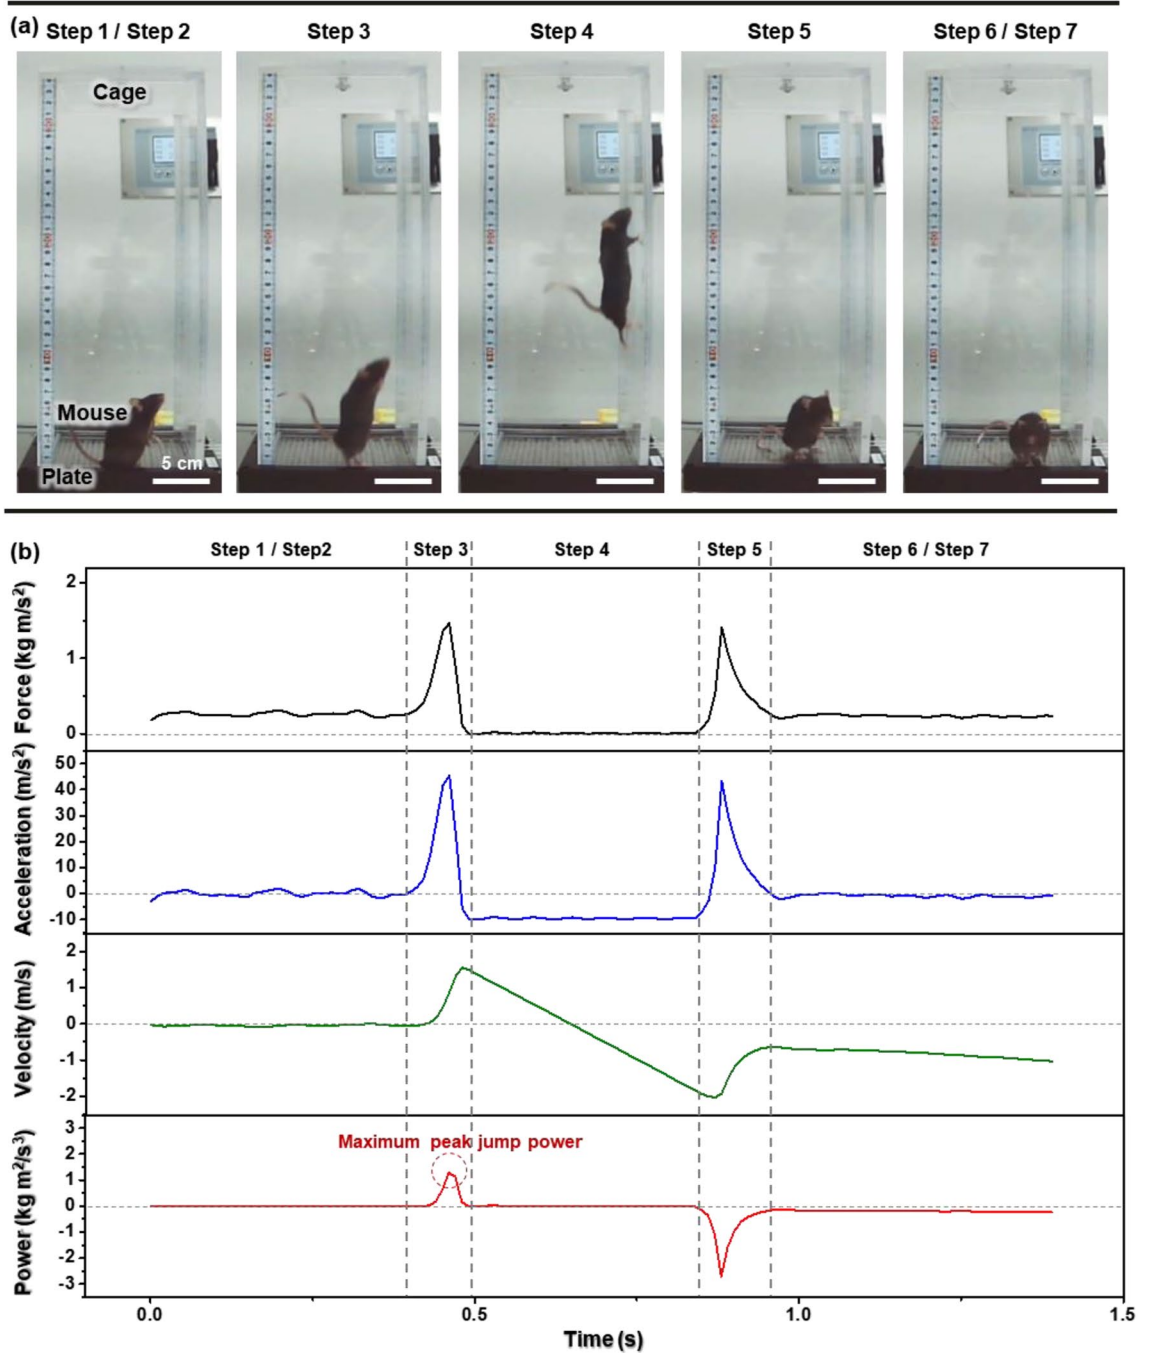 (a) Step 1 / Step 2 Step 3 Step 4 Step 5 Step 6 / Step 7
Cage
Mouse
Plate
5 cm
(b) Step 1 / Step2 Step 3 Step 4 Step 5 Step 6 / Step 7
Force (kg m/s²)
2
1
0
Acceleration (m/s²)
50
40
30
20
10
0
-10
Velocity (m/s)
2
1
0
-1
-2
Power (kg m²/s³)
3
2
1
0
-1
-2
-3
Maximum peak jump power
0.0 0.5 1.0 1.5
Time (s)